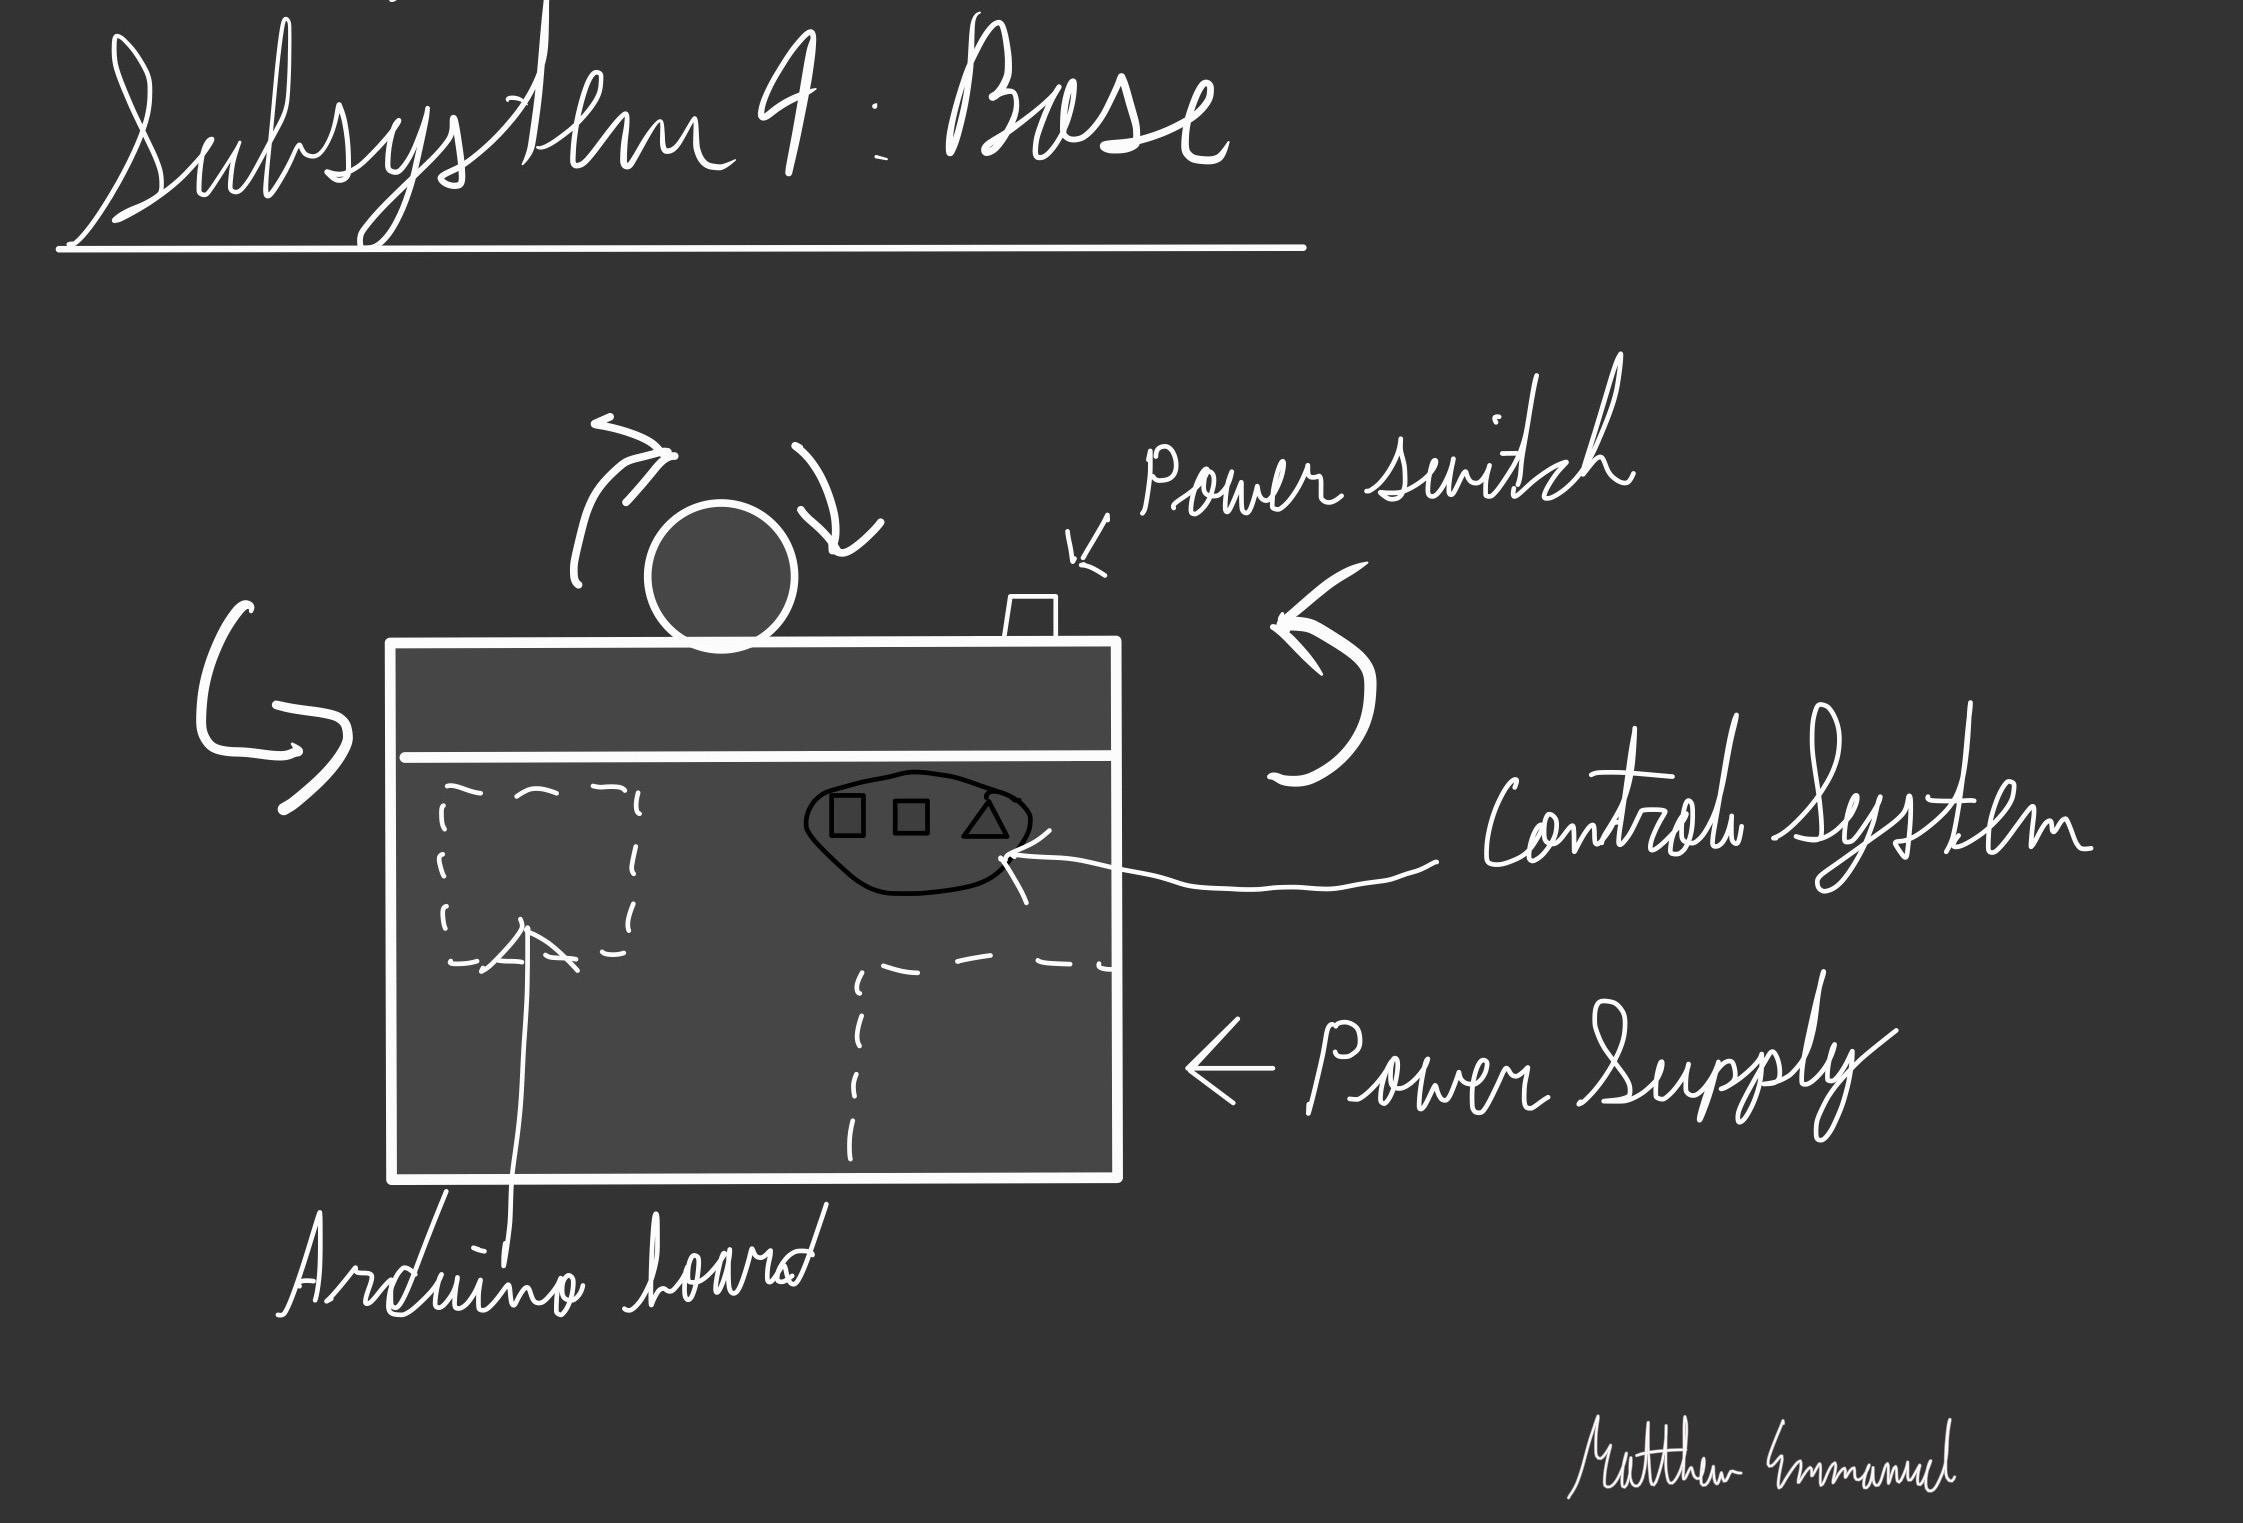 Subsystem 4: Base
Power switch
Control System
Power Supply
Arduino board
Matthew Emmanuel